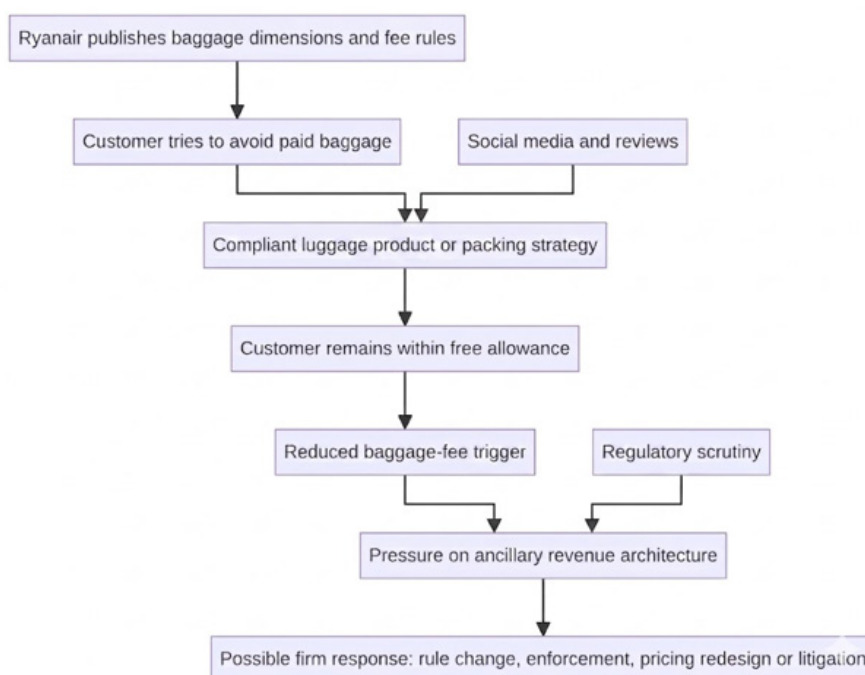 Ryanair publishes baggage dimensions and fee rules
Customer tries to avoid paid baggage
Social media and reviews
Compliant luggage product or packing strategy
Customer remains within free allowance
Reduced baggage-fee trigger
Regulatory scrutiny
Pressure on ancillary revenue architecture
Possible firm response: rule change, enforcement, pricing redesign or litigation